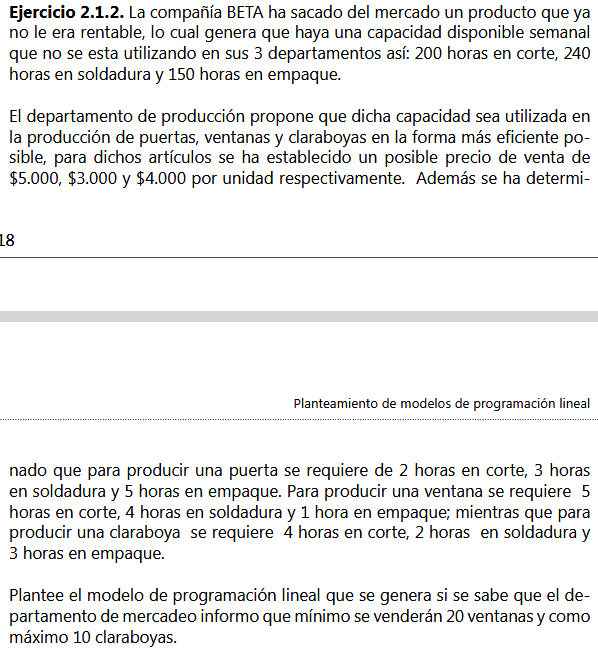 Ejercicio 2.1.2. La compañía BETA ha sacado del mercado un producto que ya
no le era rentable, lo cual genera que haya una capacidad disponible semanal
que no se esta utilizando en sus 3 departamentos así: 200 horas en corte, 240
horas en soldadura y 150 horas en empaque.
El departamento de producción propone que dicha capacidad sea utilizada en
la producción de puertas, ventanas y claraboyas en la forma más eficiente po-
sible, para dichos artículos se ha establecido un posible precio de venta de
$5.000, $3.000 y $4.000 por unidad respectivamente. Además se ha determi-
18
Planteamiento de modelos de programación lineal
nado que para producir una puerta se requiere de 2 horas en corte, 3 horas
en soldadura y 5 horas en empaque. Para producir una ventana se requiere 5
horas en corte, 4 horas en soldadura y 1 hora en empaque; mientras que para
producir una claraboya se requiere 4 horas en corte, 2 horas en soldadura y
3 horas en empaque.
Plantee el modelo de programación lineal que se genera si se sabe que el de-
partamento de mercadeo informo que mínimo se venderán 20 ventanas y como
máximo 10 claraboyas.